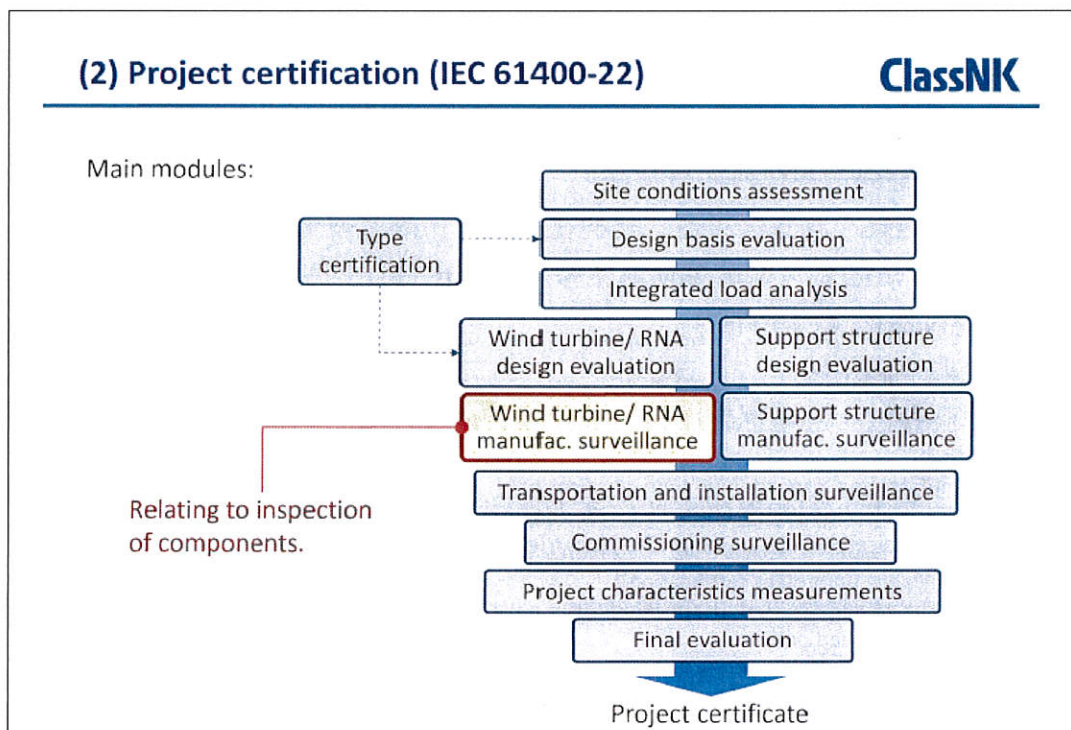 (2) Project certification (IEC 61400-22)
ClassNK
Main modules:
Site conditions assessment
Type
certification
Design basis evaluation
Integrated load analysis
Wind turbine/ RNA
design evaluation
Support structure
design evaluation
Wind turbine/ RNA
manufac. surveillance
Support structure
manufac. surveillance
Relating to inspection
of components.
Transportation and installation surveillance
Commissioning surveillance
Project characteristics measurements
Final evaluation
Project certificate